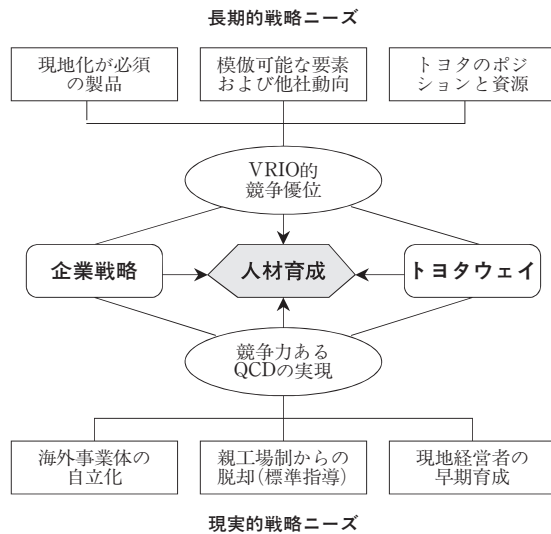 長期的戦略ニーズ
現地化が必須
の製品
模倣可能な要素
および他社動向
トヨタのポジ
ションと資源
VRIO的
競争優位
企業戦略
人材育成
トヨタウェイ
競争力ある
QCDの実現
海外事業体の
自立化
親工場制からの
脱却(標準指導)
現地経営者の
早期育成
現実的戦略ニーズ